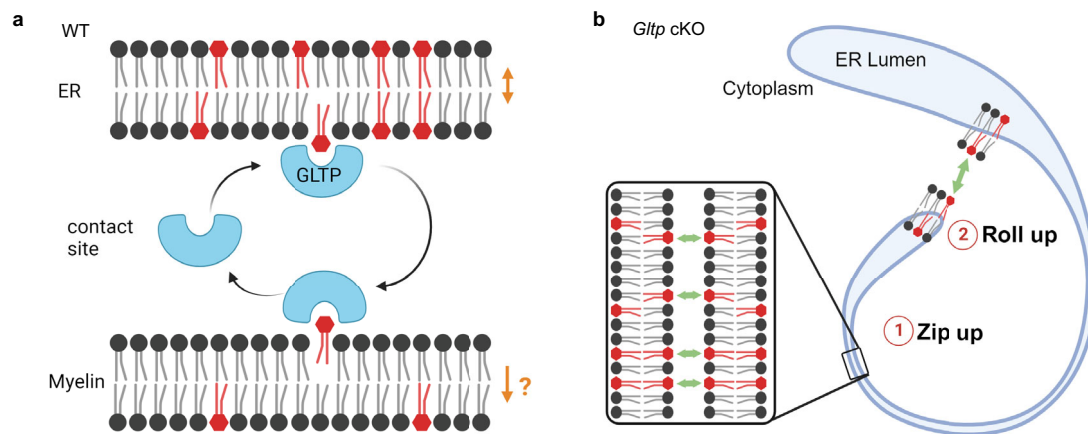 a
WT
ER
GLTP
contact
site
Myelin
?
b
Gltp cKO
ER Lumen
Cytoplasm
2 Roll up
1 Zip up